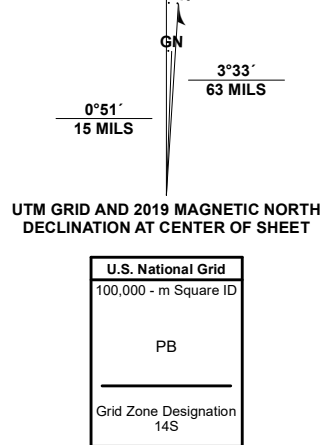 GN
3°33´
63 MILS
0°51´
15 MILS
UTM GRID AND 2019 MAGNETIC NORTH
DECLINATION AT CENTER OF SHEET
U.S. National Grid
100,000 - m Square ID
PB
Grid Zone Designation
14S